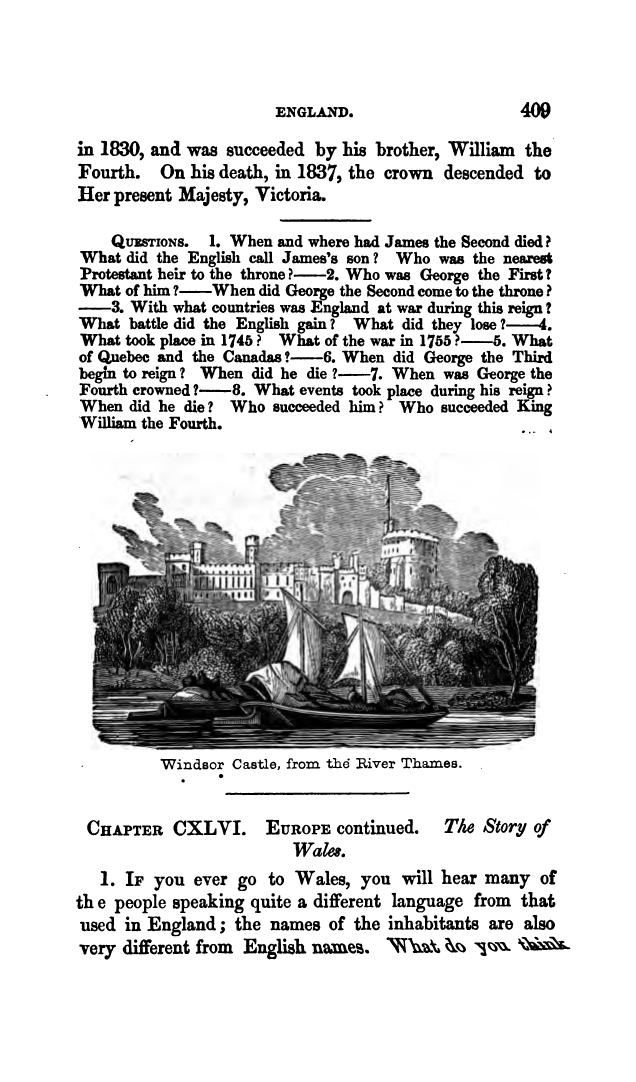 ENGLAND. 409
in 1830, and was succeeded by his brother, William the
Fourth. On his death, in 1837, the crown descended to
Her present Majesty, Victoria.
QUESTIONS. 1. When and where had James the Second died?
What did the English call James's son? Who was the nearest
Protestant heir to the throne?——2. Who was George the First?
What of him?——When did George the Second come to the throne?
——3. With what countries was England at war during this reign?
What battle did the English gain? What did they lose?——4.
What took place in 1745? What of the war in 1755?——5. What
of Quebec and the Canadas?——6. When did George the Third
begin to reign? When did he die?——7. When was George the
Fourth crowned?——8. What events took place during his reign?
When did he die? Who succeeded him? Who succeeded King
William the Fourth.
Windsor Castle, from the River Thames.
CHAPTER CXLVI. EUROPE continued. The Story of
Wales.
1. IF you ever go to Wales, you will hear many of
th e people speaking quite a different language from that
used in England; the names of the inhabitants are also
very different from English names. What do you think